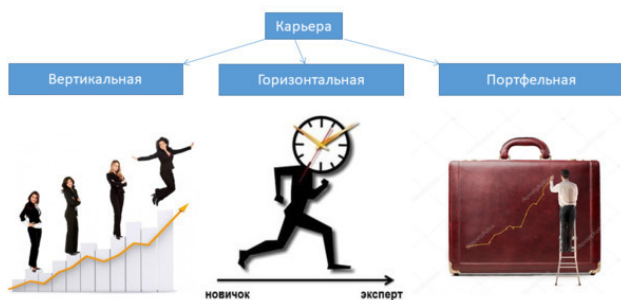 Карьера
Вертикальная
Горизонтальная
Портфельная
новичок
эксперт